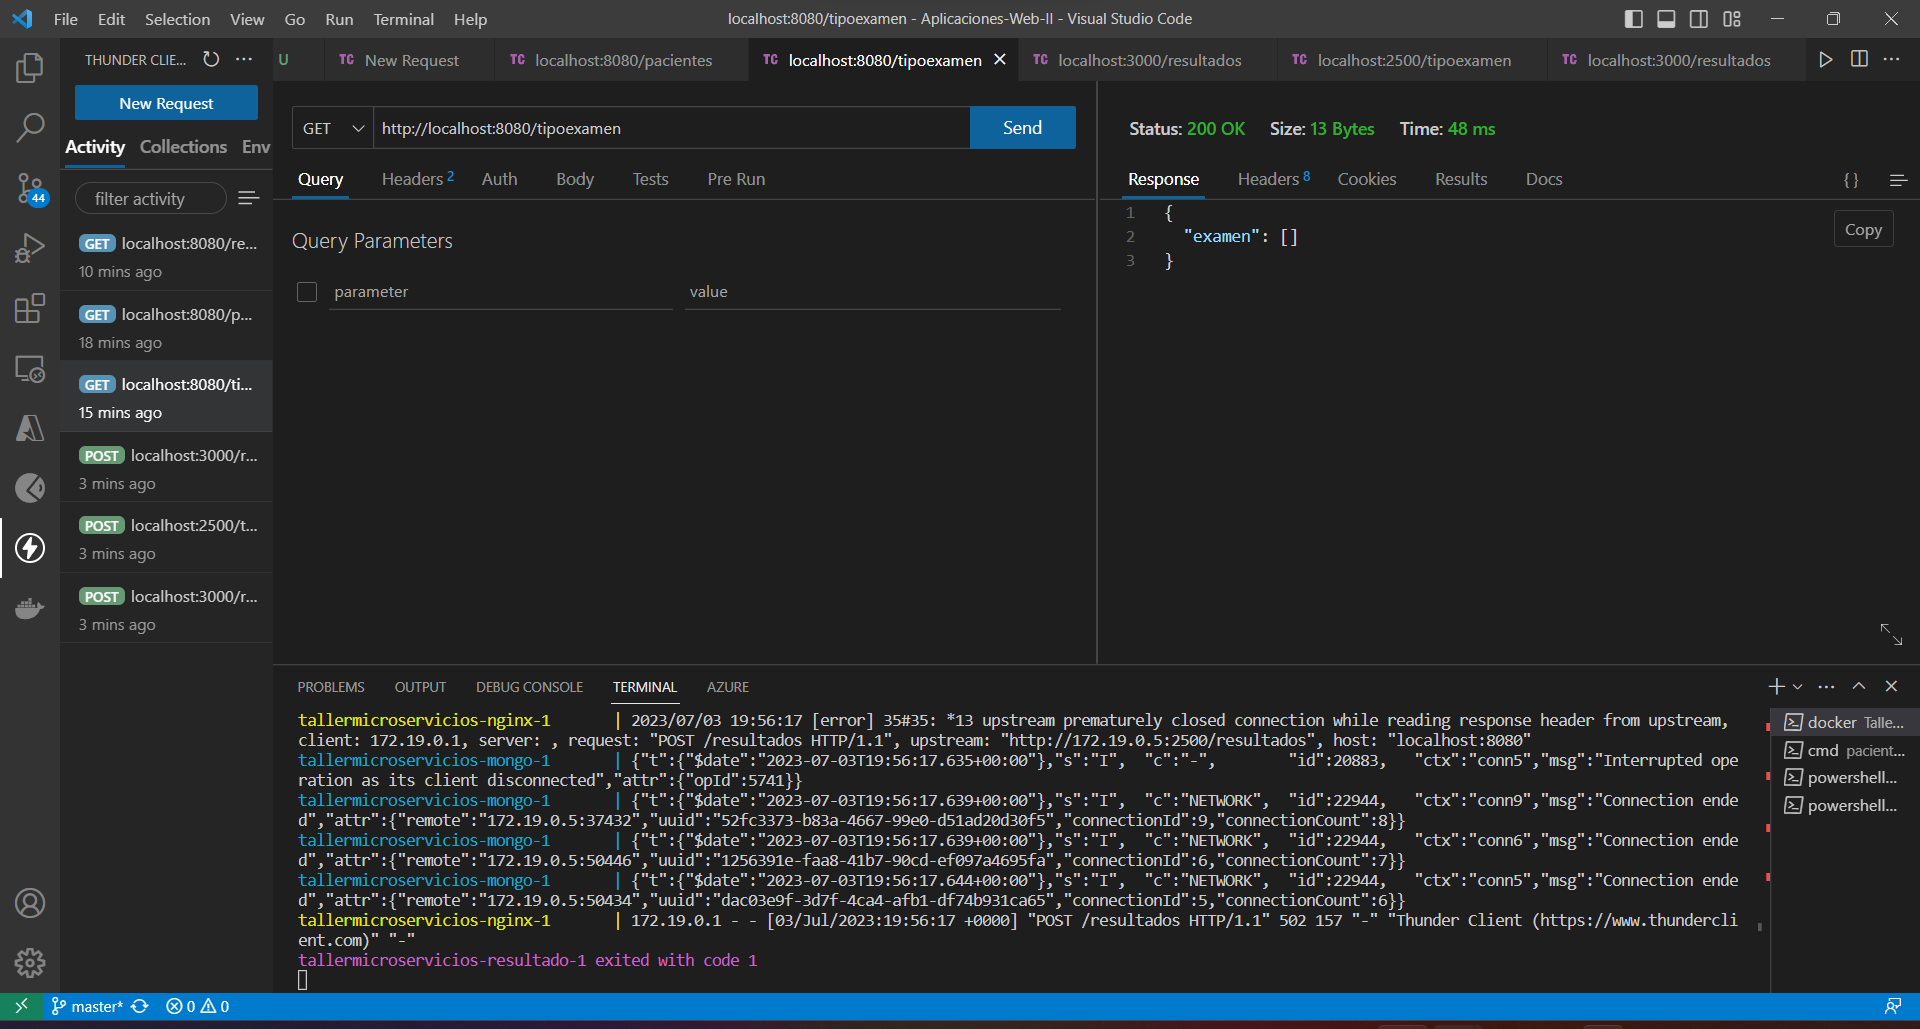 File Edit Selection View Go Run Terminal Help
localhost:8080/tipoexamen - Aplicaciones-Web-II - Visual Studio Code
THUNDER CLIE...
U
TC New Request
TC localhost:8080/pacientes
TC localhost:8080/tipoexamen
TC localhost:3000/resultados
TC localhost:2500/tipoexamen
TC localhost:3000/resultados
New Request
Activity Collections Env
filter activity
44
GET localhost:8080/re...
10 mins ago
GET localhost:8080/p...
18 mins ago
GET localhost:8080/ti...
15 mins ago
POST localhost:3000/r...
3 mins ago
POST localhost:2500/t...
3 mins ago
POST localhost:3000/r...
3 mins ago
GET http://localhost:8080/tipoexamen Send
Query Headers 2 Auth Body Tests Pre Run
Query Parameters
parameter value
Status: 200 OK Size: 13 Bytes Time: 48 ms
Response Headers 8 Cookies Results Docs
{ }
Copy
1 {
2 "examen": []
3 }
PROBLEMS OUTPUT DEBUG CONSOLE TERMINAL AZURE
tallermicroservicios-nginx-1 | 2023/07/03 19:56:17 [error] 35#35: *13 upstream prematurely closed connection while reading response header from upstream,
client: 172.19.0.1, server: , request: "POST /resultados HTTP/1.1", upstream: "http://172.19.0.5:2500/resultados", host: "localhost:8080"
tallermicroservicios-mongo-1 | {"t":{"$date":"2023-07-03T19:56:17.635+00:00"},"s":"I", "c":"-", "id":20883, "ctx":"conn5","msg":"Interrupted ope
ration as its client disconnected","attr":{"opId":5741}}
tallermicroservicios-mongo-1 | {"t":{"$date":"2023-07-03T19:56:17.639+00:00"},"s":"I", "c":"NETWORK", "id":22944, "ctx":"conn9","msg":"Connection ende
d","attr":{"remote":"172.19.0.5:37432","uuid":"52fc3373-b83a-4667-99e0-d51ad20d30f5","connectionId":9,"connectionCount":8}}
tallermicroservicios-mongo-1 | {"t":{"$date":"2023-07-03T19:56:17.639+00:00"},"s":"I", "c":"NETWORK", "id":22944, "ctx":"conn6","msg":"Connection ende
d","attr":{"remote":"172.19.0.5:50446","uuid":"1256391e-faa8-41b7-90cd-ef097a4695fa","connectionId":6,"connectionCount":7}}
tallermicroservicios-mongo-1 | {"t":{"$date":"2023-07-03T19:56:17.644+00:00"},"s":"I", "c":"NETWORK", "id":22944, "ctx":"conn5","msg":"Connection ende
d","attr":{"remote":"172.19.0.5:50434","uuid":"dac03e9f-3d7f-4ca4-afb1-df74b931ca65","connectionId":5,"connectionCount":6}}
tallermicroservicios-nginx-1 | 172.19.0.1 - - [03/Jul/2023:19:56:17 +0000] "POST /resultados HTTP/1.1" 502 157 "-" "Thunder Client (https://www.thundercli
ent.com)" "-"
tallermicroservicios-resultado-1 exited with code 1
docker Talle...
cmd pacient...
powershell...
powershell...
master* 0 0